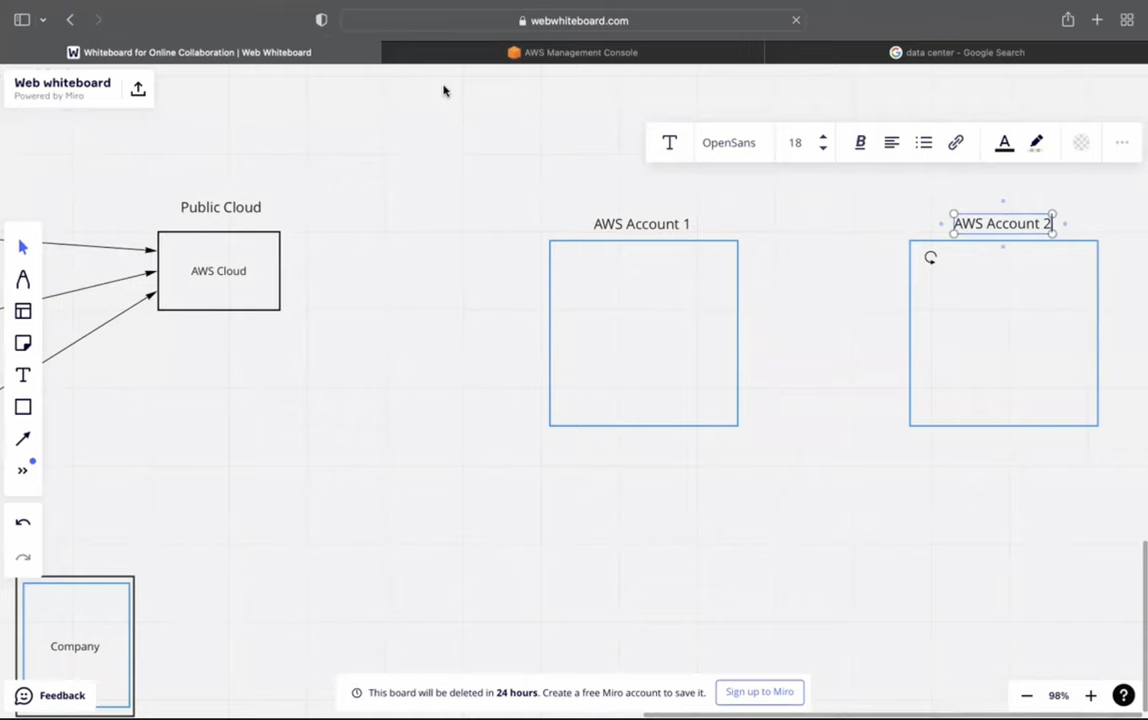 webwhiteboard.com
Whiteboard for Online Collaboration | Web Whiteboard
AWS Management Console
data center - Google Search
Web whiteboard
Powered by Miro
T
OpenSans
18
B
A
Public Cloud
AWS Cloud
AWS Account 1
AWS Account 2
T
Company
Feedback
This board will be deleted in 24 hours. Create a free Miro account to save it.
Sign up to Miro
98%
?